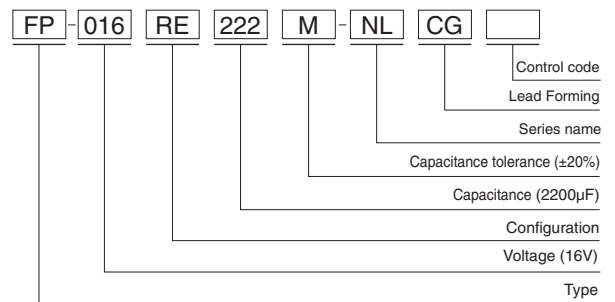 FP - 016 RE 222 M - NL CG
Control code
Lead Forming
Series name
Capacitance tolerance (±20%)
Capacitance (2200μF)
Configuration
Voltage (16V)
Type